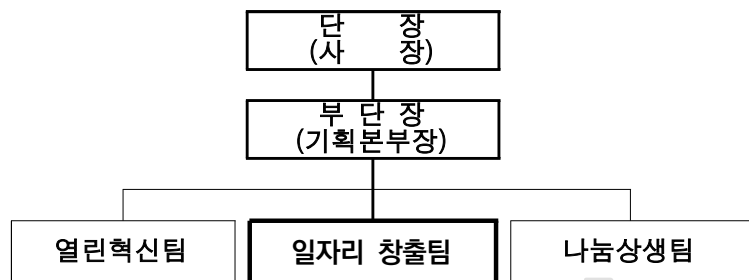 단 장
(사 장)
부 단 장
(기획본부장)
열린혁신팀
일자리 창출팀
나눔상생팀